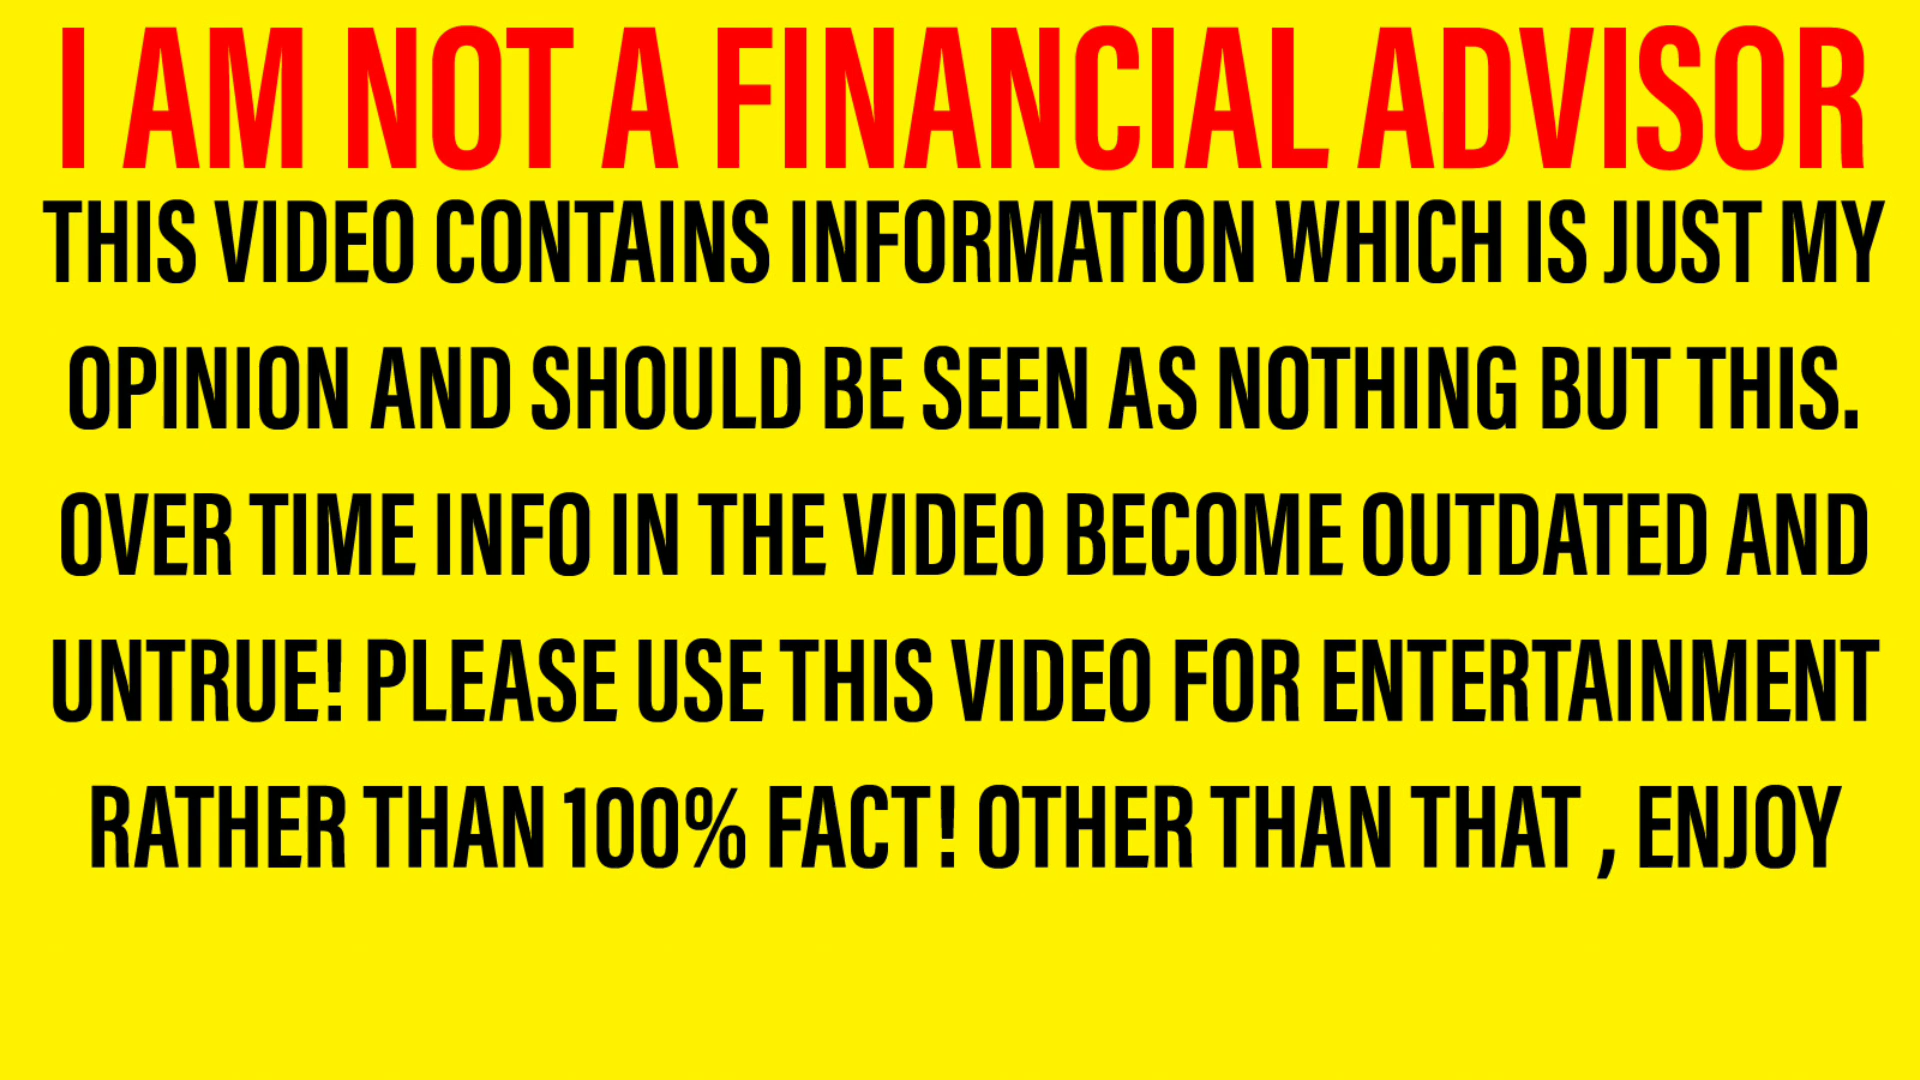 I AM NOT A FINANCIAL ADVISOR
THIS VIDEO CONTAINS INFORMATION WHICH IS JUST MY
OPINION AND SHOULD BE SEEN AS NOTHING BUT THIS.
OVER TIME INFO IN THE VIDEO BECOME OUTDATED AND
UNTRUE! PLEASE USE THIS VIDEO FOR ENTERTAINMENT
RATHER THAN 100% FACT! OTHER THAN THAT , ENJOY